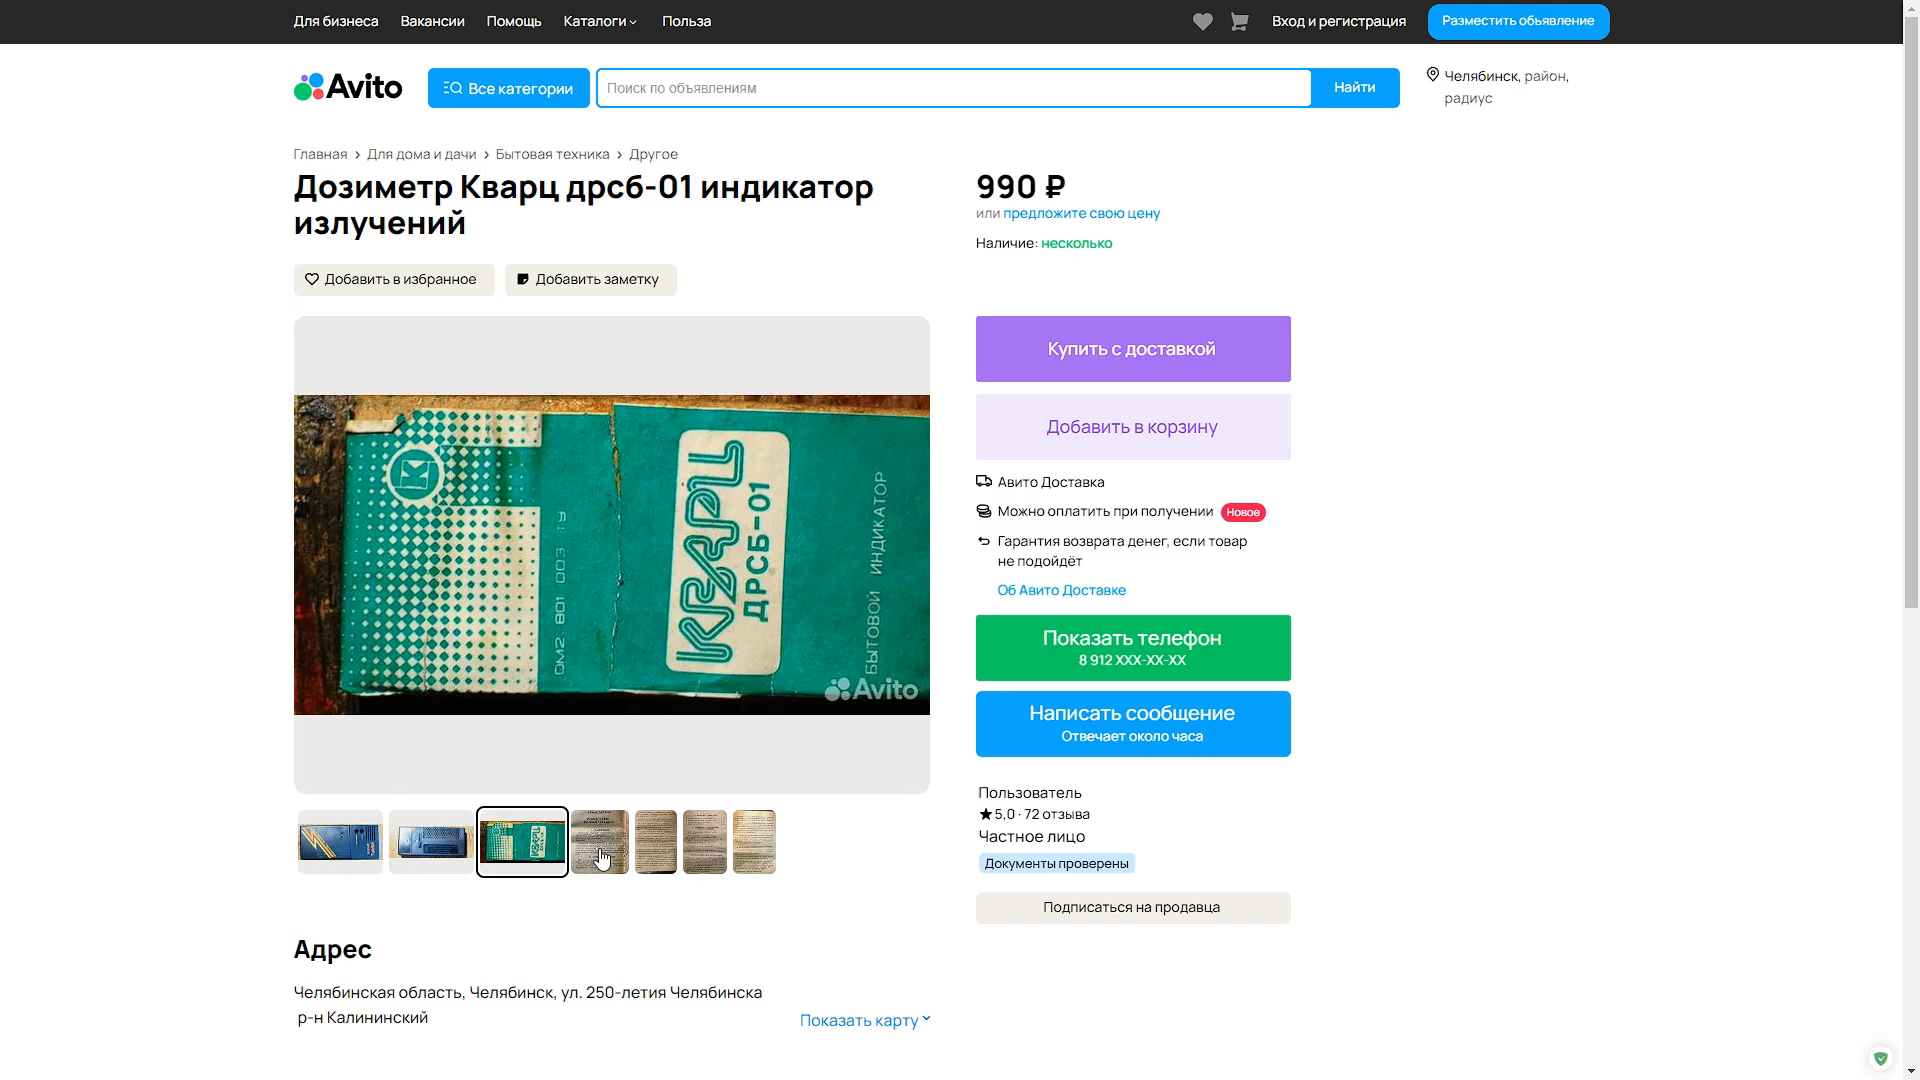 Для бизнеса Вакансии Помощь Каталоги Польза Вход и регистрация Разместить объявление
Avito Все категории Поиск по объявлениям Найти Челябинск, район,
радиус
Главная › Для дома и дачи › Бытовая техника › Другое
Дозиметр Кварц дрсб-01 индикатор
излучений
990 ₽
или предложите свою цену
Наличие: несколько
Добавить в избранное Добавить заметку
ОМ2. 801 003 ТУ
КВАРЦ
ДРСБ-01
БЫТОВОЙ ИНДИКАТОР
Avito
Купить с доставкой
Добавить в корзину
Авито Доставка
Можно оплатить при получении Новое
Гарантия возврата денег, если товар
не подойдёт
Об Авито Доставке
Показать телефон
8 912 XXX-XX-XX
Написать сообщение
Отвечает около часа
Пользователь
5,0 · 72 отзыва
Частное лицо
Документы проверены
Подписаться на продавца
КВАРЦ
Адрес
Челябинская область, Челябинск, ул. 250-летия Челябинска
р-н Калининский
Показать карту